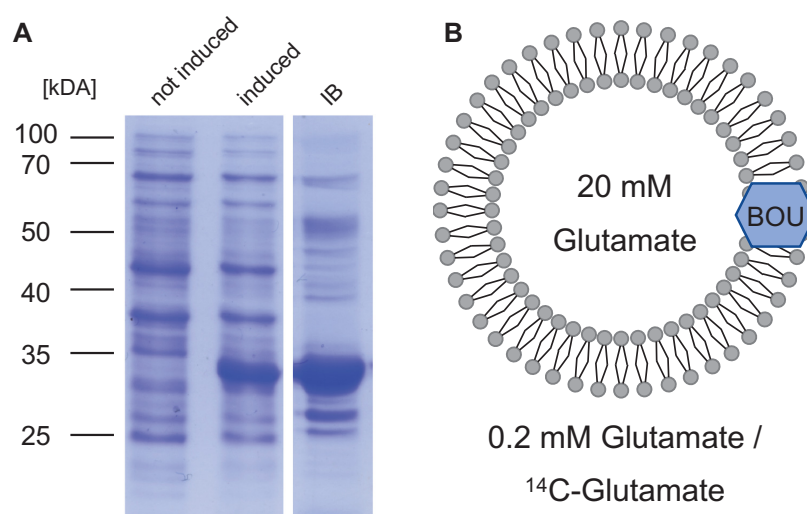 A
[kDA]
not induced
induced
IB
100
70
50
40
35
25
B
20 mM
Glutamate
BOU
0.2 mM Glutamate /
¹⁴C-Glutamate